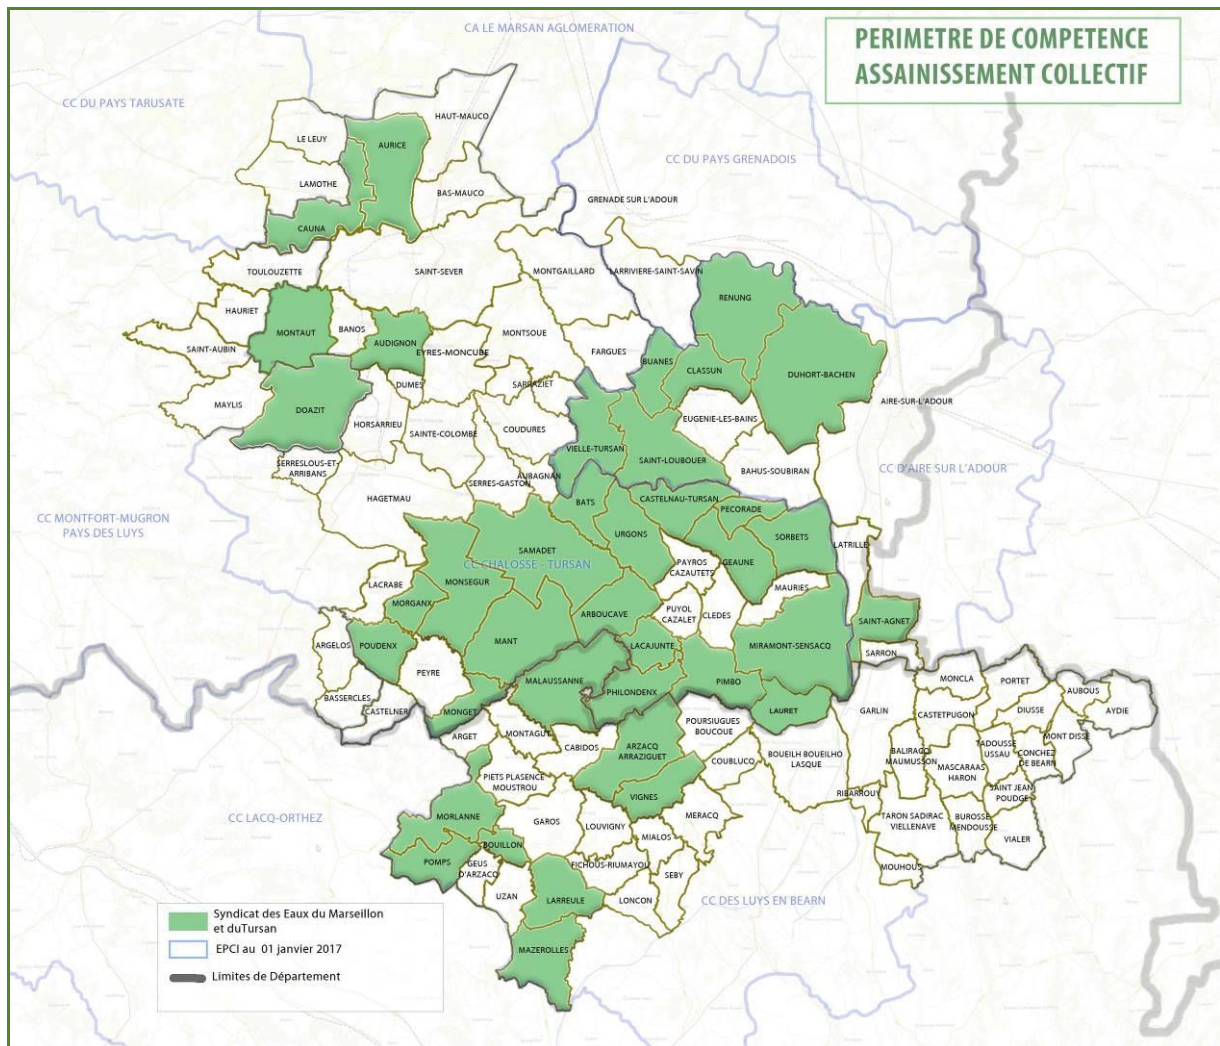 PERIMETRE DE COMPETENCE
ASSAINISSEMENT COLLECTIF
CA LE MARSAN AGLOMERATION
CC DU PAYS TARUSATE
HAUT-MAUCO
LE LEUY
AURICE
CC DU PAYS GRENADOIS
LAMOTHE
BAS-MAUCO
GRENADE SUR L'ADOUR
CAUNA
TOULOUZETTE
SAINT-SEVER
MONTGAILLARD
LARRIVIERE-SAINT-SAVIN
RENUNG
HAURIET
MONTAUT
BANOS
AUDIGNON
MONTSOUE
SAINT-AUBIN
EYRES-MONCUBE
FARGUES
BUANES
CLASSUN
DUHORT-BACHEN
DUMES
SARRAZIET
MAYLIS
DOAZIT
AIRE-SUR-L'ADOUR
HORSARRIEU
SAINTE-COLOMBE
COUDURES
EUGENIE-LES-BAINS
VIELLE-TURSAN
SAINT-LOUBOUER
BAHUS-SOUBIRAN
CC D'AIRE SUR L'ADOUR
SERRESLOUS-ET-
ARRIBANS
SERRES-GASTON
AUBAGNAN
HAGETMAU
BATS
CASTELNAU-TURSAN
PECORADE
CC MONTFORT-MUGRON
PAYS DES LUYS
URGONS
SORBETS
SAMADET
LATRILLE
CC CHALOSSE - TURSAN
PAYROS
CAZAUTETS
GEAUNE
LACRABE
MONSEGUR
MAURIES
MORGANX
ARBOUCAVE
PUYOL
CAZALET
CLEDES
SAINT-AGNET
ARGELOS
POUDENX
MANT
LACAJUNTE
MIRAMONT-SENSACQ
SARRON
PEYRE
MALAUSSANNE
PIMBO
MONCLA
PORTET
BASSERCLES
PHILONDENX
AUBOUS
CASTELNER
MONGET
LAURET
GARLIN
CASTETPUGON
DIUSSE
AYDIE
ARGET
MONTAGUT
POURSIUGUES
BOUCOUE
CABIDOS
ARZACQ
ARRAZIGUET
MONT DISSE
COUBLUCQ
BOUEILH BOUEILHO
LASQUE
BALIRACQ
MAUMUSSON
TADOUSSE
USSAU
CONCHEZ
DE BEARN
MASCARAAS
HARON
PIETS PLASENCE
MOUSTROU
VIGNES
RIBARROUY
SAINT JEAN
POUDGE
CC LACQ-ORTHEZ
MORLANNE
GAROS
LOUVIGNY
MERACQ
TARON SADIRAC
VIELLENAVE
BUROSSE
MENDOUSSE
MIALOS
VIALER
BOUILLON
POMPS
GEUS
D'ARZACQ
FICHOUS-RIUMAYOU
SEBY
MOUHOUS
UZAN
LARREULE
LONCON
CC DES LUYS EN BEARN
MAZEROLLES
Syndicat des Eaux du Marseillon
et duTursan
EPCI au 01 janvier 2017
Limites de Département